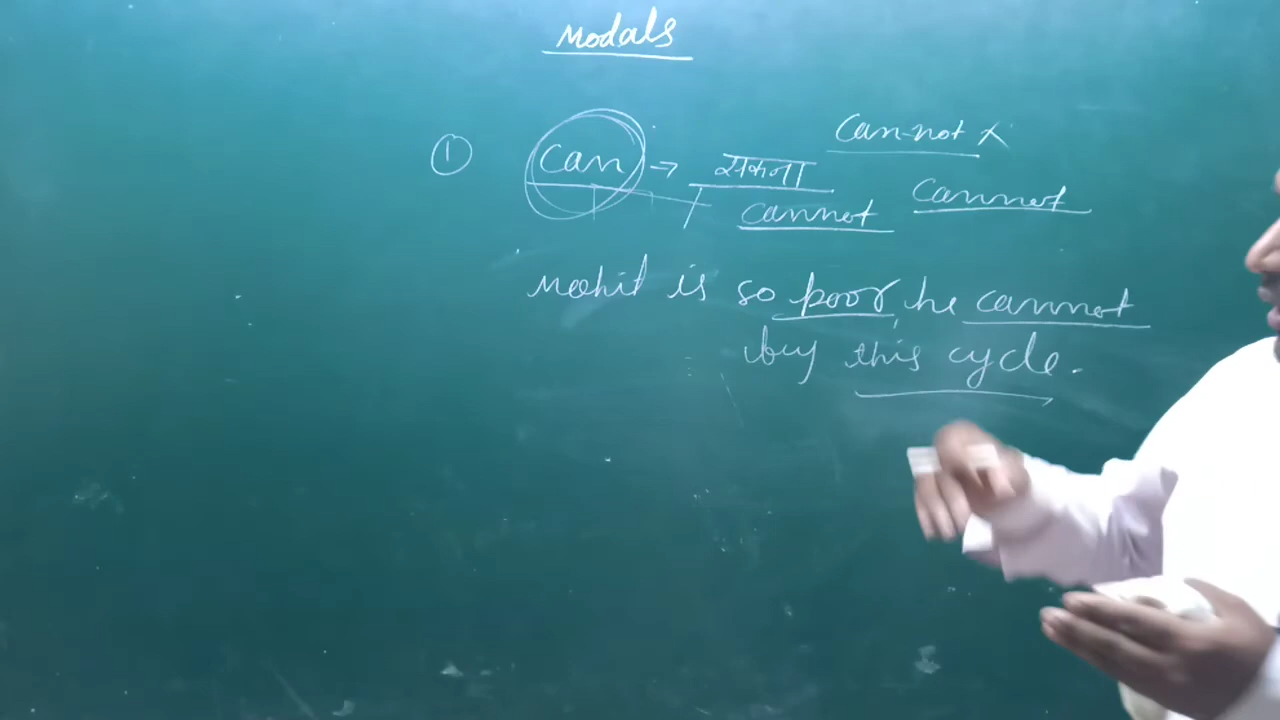 Modals
① can → सकना can-not ×
cannot cannot
Mohit is so poor, he cannot
buy this cycle.